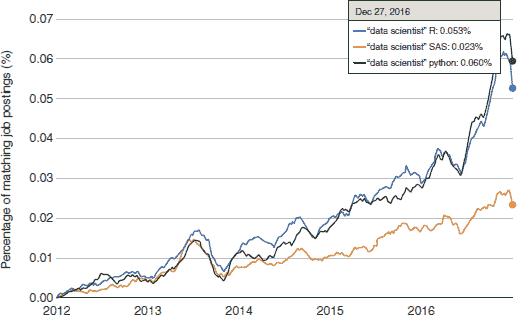 Dec 27, 2016
"data scientist" R: 0.053%
"data scientist" SAS: 0.023%
"data scientist" python: 0.060%
Percentage of matching job postings (%)
0.07
0.06
0.05
0.04
0.03
0.02
0.01
0.00
2012 2013 2014 2015 2016